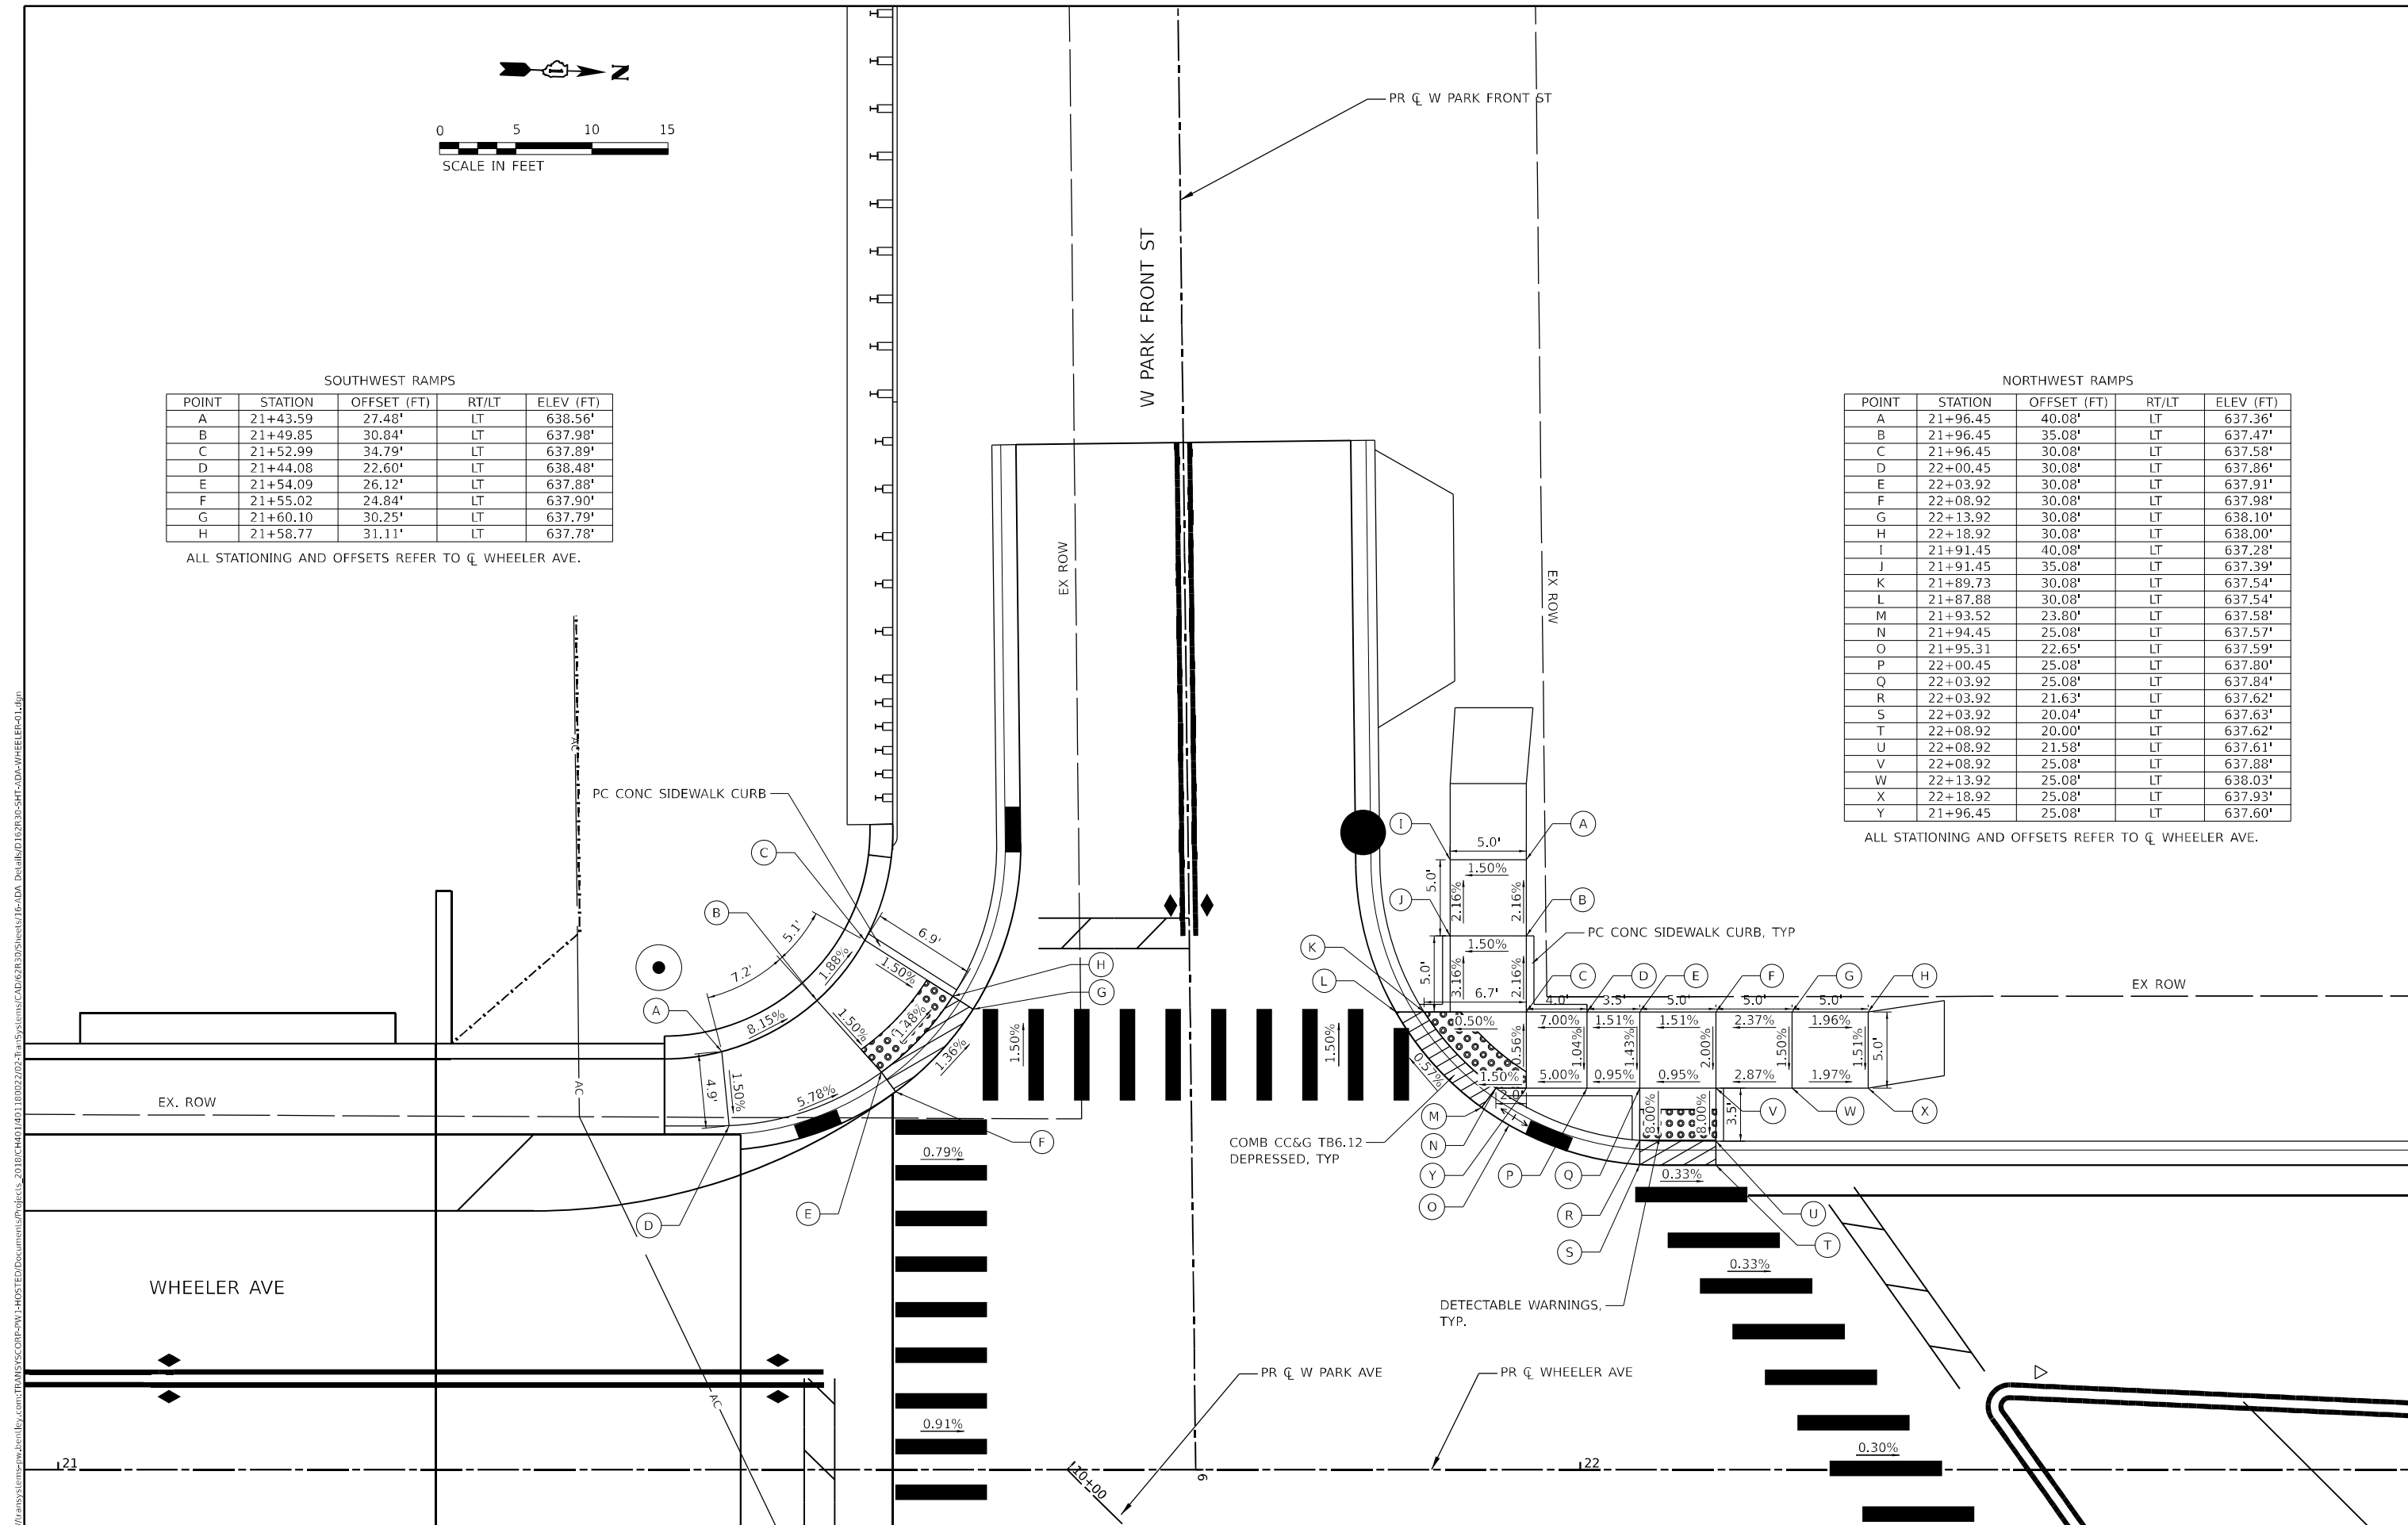 N
0 5 10 15
SCALE IN FEET
PR ℄ W PARK FRONT ST
W PARK FRONT ST
SOUTHWEST RAMPS
POINT STATION OFFSET (FT) RT/LT ELEV (FT)
A 21+43.59 27.48' LT 638.56'
B 21+49.85 30.84' LT 637.98'
C 21+52.99 34.79' LT 637.89'
D 21+44.08 22.60' LT 638.48'
E 21+54.09 26.12' LT 637.88'
F 21+55.02 24.84' LT 637.90'
G 21+60.10 30.25' LT 637.79'
H 21+58.77 31.11' LT 637.78'
ALL STATIONING AND OFFSETS REFER TO ℄ WHEELER AVE.
NORTHWEST RAMPS
POINT STATION OFFSET (FT) RT/LT ELEV (FT)
A 21+96.45 40.08' LT 637.36'
B 21+96.45 35.08' LT 637.47'
C 21+96.45 30.08' LT 637.58'
D 22+00.45 30.08' LT 637.86'
E 22+03.92 30.08' LT 637.91'
F 22+08.92 30.08' LT 637.98'
G 22+13.92 30.08' LT 638.10'
H 22+18.92 30.08' LT 638.00'
I 21+91.45 40.08' LT 637.28'
J 21+91.45 35.08' LT 637.39'
K 21+89.73 30.08' LT 637.54'
L 21+87.88 30.08' LT 637.54'
M 21+93.52 23.80' LT 637.58'
N 21+94.45 25.08' LT 637.57'
O 21+95.31 22.65' LT 637.59'
P 22+00.45 25.08' LT 637.80'
Q 22+03.92 25.08' LT 637.84'
R 22+03.92 21.63' LT 637.62'
S 22+03.92 20.04' LT 637.63'
T 22+08.92 20.00' LT 637.62'
U 22+08.92 21.58' LT 637.61'
V 22+08.92 25.08' LT 637.88'
W 22+13.92 25.08' LT 638.03'
X 22+18.92 25.08' LT 637.93'
Y 21+96.45 25.08' LT 637.60'
ALL STATIONING AND OFFSETS REFER TO ℄ WHEELER AVE.
EX ROW
EX ROW
AC
PC CONC SIDEWALK CURB
C
B
A
5.1'
7.2'
6.9'
1.88%
1.50%
8.15%
1.50%
1.48%
1.36%
H
G
4.9'
1.50%
5.78%
AC
EX. ROW
F
D
E
1.50%
1.50%
0.79%
0.91%
I
A
5.0'
1.50%
5.0'
2.16%
2.16%
J
B
PC CONC SIDEWALK CURB, TYP
1.50%
5.0'
3.16%
2.16%
K
L
6.7'
C D E F G H
4.0' 3.5' 5.0' 5.0' 5.0'
EX ROW
0.50% 7.00% 1.51% 1.51% 2.37% 1.96%
0.56% 1.04% 1.43% 2.00% 1.50% 1.51% 5.0'
0.57%
1.50% 5.00% 0.95% 0.95% 2.87% 1.97%
2.0'
8.00% 8.00% 3.5'
M
N
Y
O
P
Q
R
S
V
W
X
U
T
COMB CC&G TB6.12
DEPRESSED, TYP
0.33%
0.33%
0.30%
DETECTABLE WARNINGS,
TYP.
WHEELER AVE
AC
PR ℄ W PARK AVE
PR ℄ WHEELER AVE
21
10+00
9
22